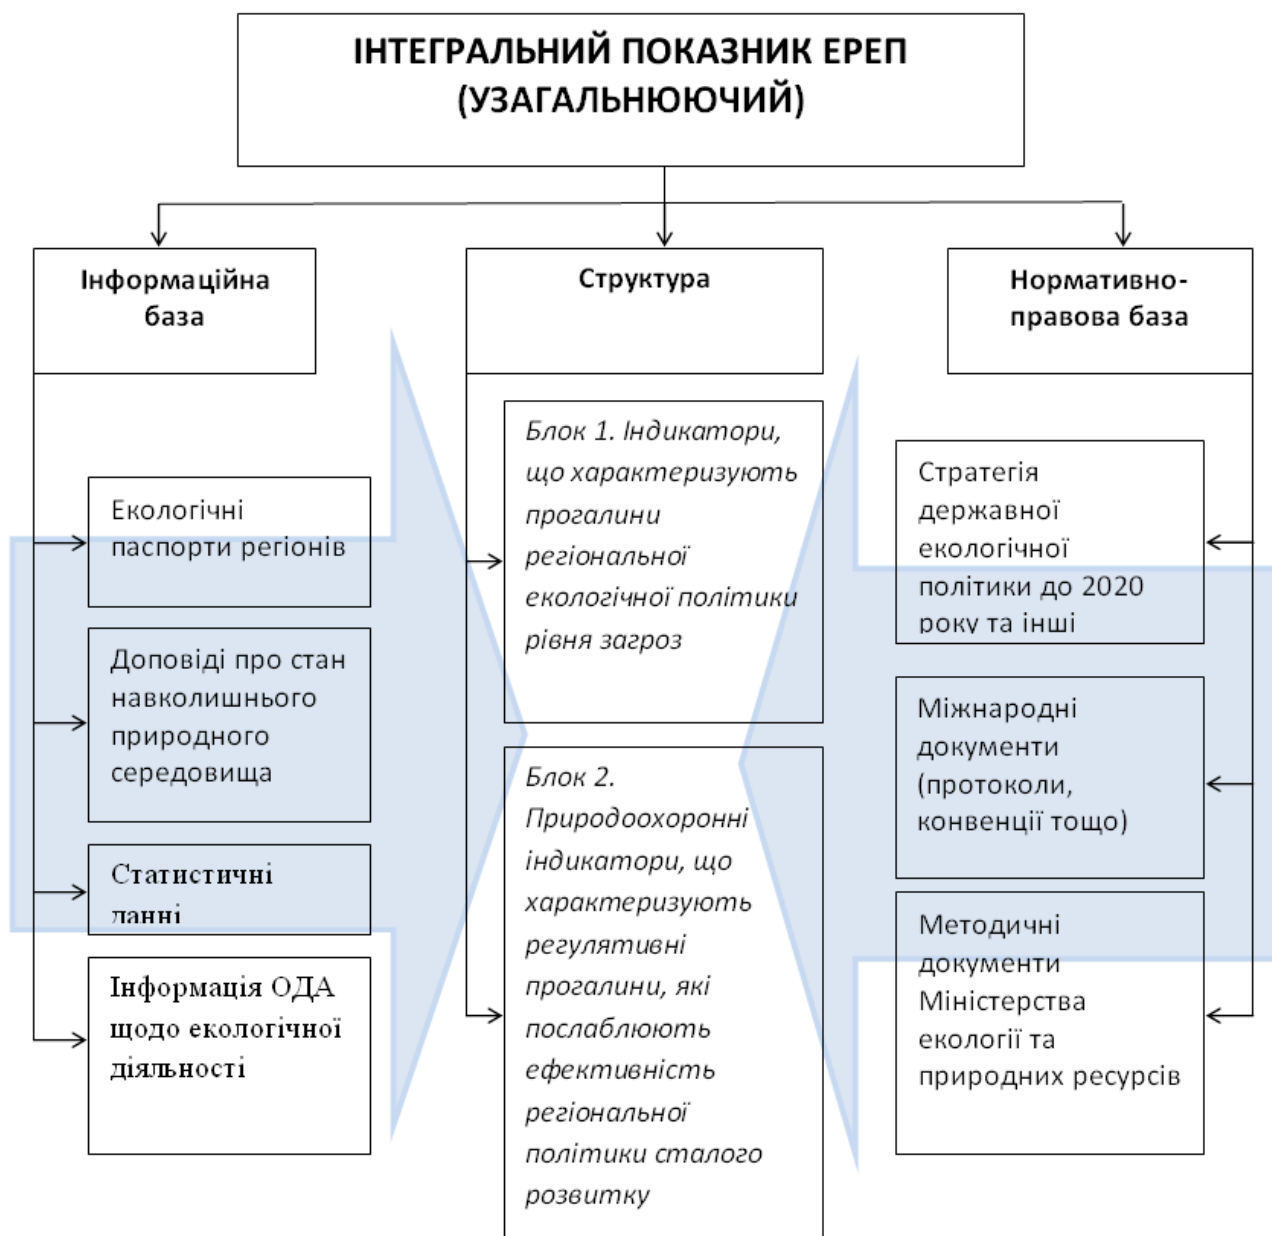 ІНТЕГРАЛЬНИЙ ПОКАЗНИК ЕРЕП
(УЗАГАЛЬНЮЮЧИЙ)
Інформаційна
база
Екологічні
паспорти регіонів
Доповіді про стан
навколишнього
природного
середовища
Статистичні
данні
Інформація ОДА
щодо екологічної
діяльності
Структура
Блок 1. Індикатори,
що характеризують
прогалини
регіональної
екологічної політики
рівня загроз
Блок 2.
Природоохоронні
індикатори, що
характеризують
регулятивні
прогалини, які
послаблюють
ефективність
регіональної
політики сталого
розвитку
Нормативно-
правова база
Стратегія
державної
екологічної
політики до 2020
року та інші
Міжнародні
документи
(протоколи,
конвенції тощо)
Методичні
документи
Міністерства
екології та
природних ресурсів